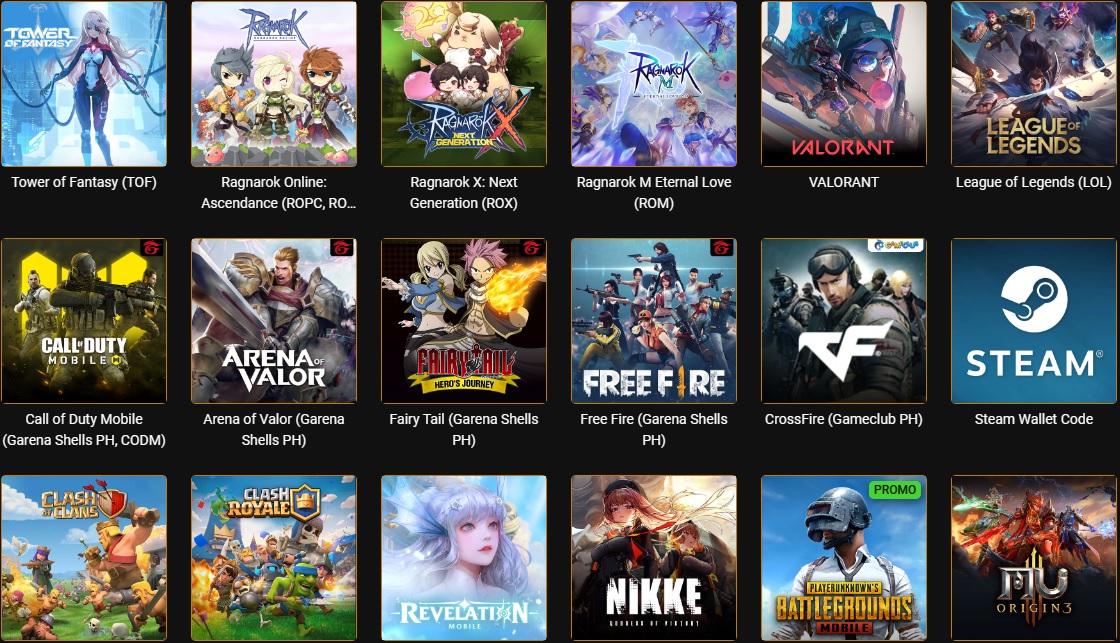 TOWER
OF FANTASY
RAGNAROK
RAGNAROK ONLINE
RAGNAROK X
NEXT
GENERATION
RAGNAROK
M
ETERNAL LOVE
VALORANT
LEAGUE OF
LEGENDS
Tower of Fantasy (TOF)
Ragnarok Online:
Ascendance (ROPC, RO...
Ragnarok X: Next
Generation (ROX)
Ragnarok M Eternal Love
(ROM)
VALORANT
League of Legends (LOL)
CALL OF DUTY
MOBILE
ARENA OF
VALOR
FAIRY TAIL
HERO'S JOURNEY
FREE FIRE
CF
STEAM®
Call of Duty Mobile
(Garena Shells PH, CODM)
Arena of Valor (Garena
Shells PH)
Fairy Tail (Garena Shells
PH)
Free Fire (Garena Shells
PH)
CrossFire (Gameclub PH)
Steam Wallet Code
CLASH
OF CLANS
CLASH
ROYALE
REVELATION
MOBILE
NIKKE
GODDESS OF VICTORY
PROMO
PLAYERUNKNOWN'S
BATTLEGROUNDS
MOBILE
MU
ORIGIN 3